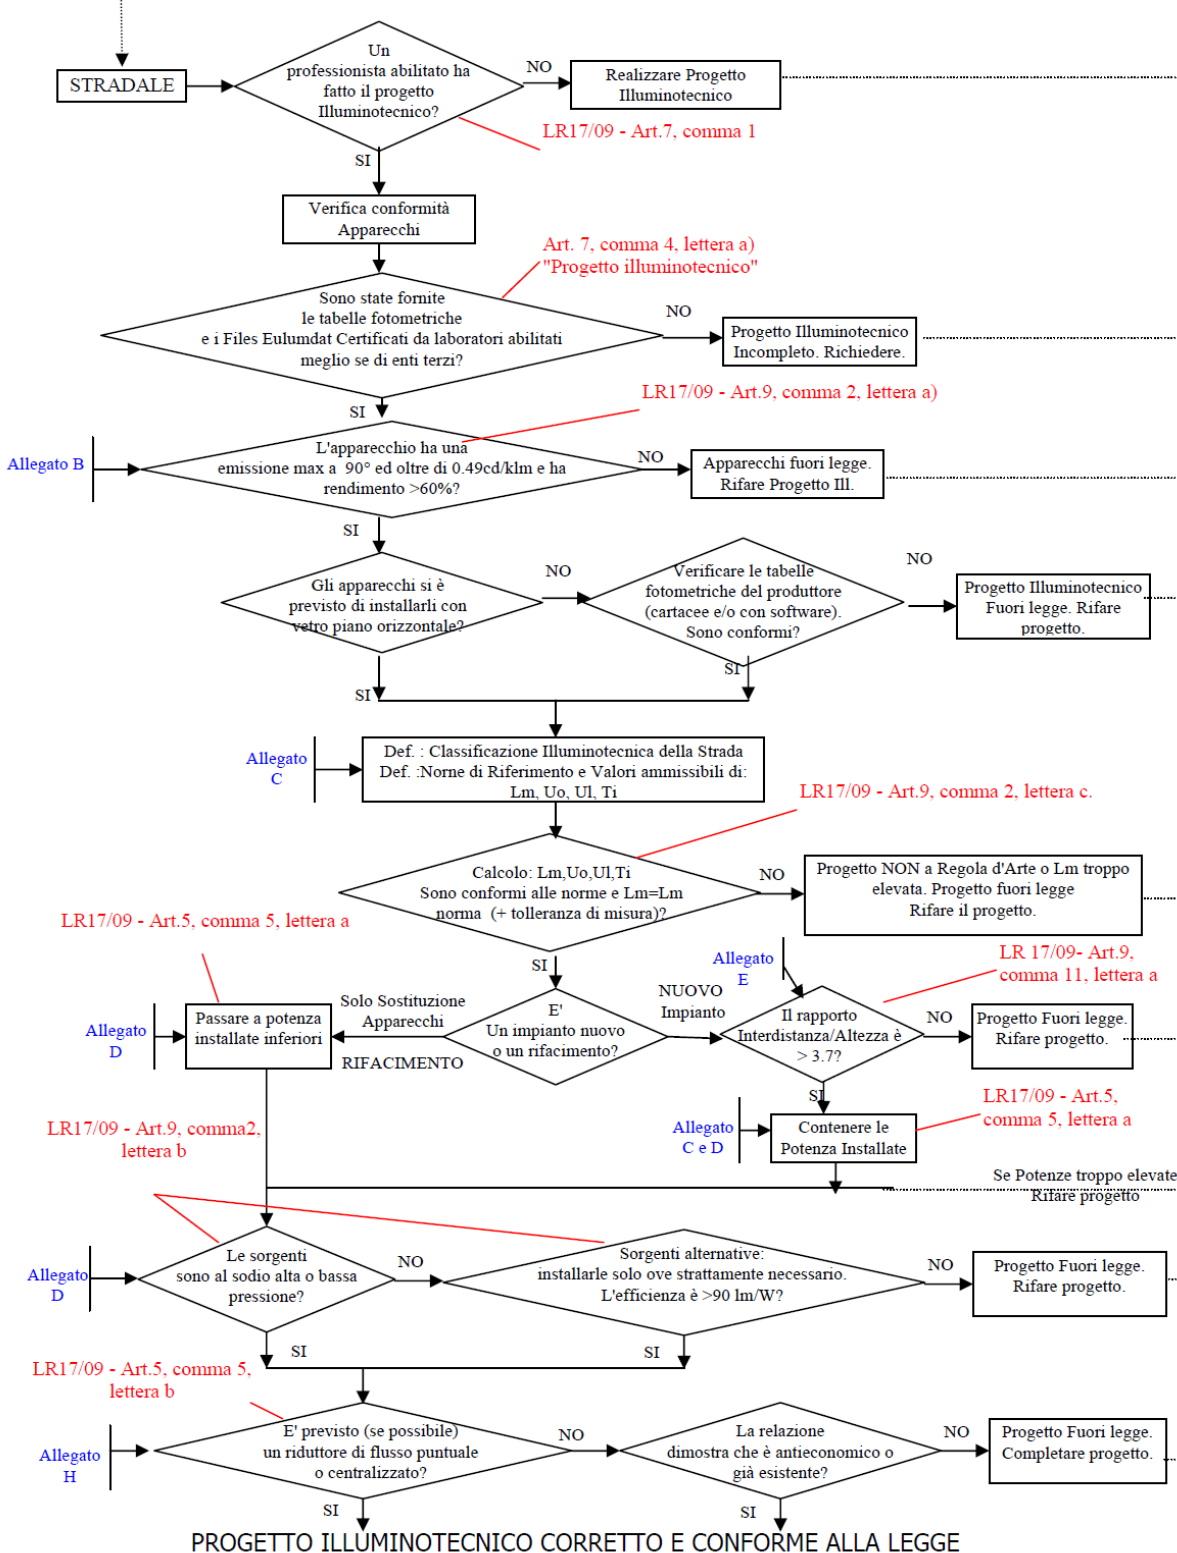 Un
professionista abilitato ha
fatto il progetto
Illuminotecnico?
STRADALE
NO
Realizzare Progetto
Illuminotecnico
LR17/09 - Art.7, comma 1
SI
Verifica conformità
Apparecchi
Art. 7, comma 4, lettera a)
"Progetto illuminotecnico"
Sono state fornite
le tabelle fotometriche
e i Files Eulumdat Certificati da laboratori abilitati
meglio se di enti terzi?
NO
Progetto Illuminotecnico
Incompleto. Richiedere.
LR17/09 - Art.9, comma 2, lettera a)
SI
Allegato B
L'apparecchio ha una
emissione max a 90° ed oltre di 0.49cd/klm e ha
rendimento >60%?
NO
Apparecchi fuori legge.
Rifare Progetto Ill.
SI
Gli apparecchi si è
previsto di installarli con
vetro piano orizzontale?
NO
Verificare le tabelle
fotometriche del produttore
(cartacee e/o con software).
Sono conformi?
NO
Progetto Illuminotecnico
Fuori legge. Rifare
progetto.
SI
SI
Allegato
C
Def. : Classificazione Illuminotecnica della Strada
Def. :Norne di Riferimento e Valori ammissibili di:
Lm, Uo, Ul, Ti
LR17/09 - Art.9, comma 2, lettera c.
Calcolo: Lm,Uo,Ul,Ti
Sono conformi alle norme e Lm=Lm
norma (+ tolleranza di misura)?
NO
Progetto NON a Regola d'Arte o Lm troppo
elevata. Progetto fuori legge
Rifare il progetto.
LR17/09 - Art.5, comma 5, lettera a
SI
Allegato
E
LR 17/09- Art.9,
comma 11, lettera a
Allegato
D
Passare a potenza
installate inferiori
Solo Sostituzione
Apparecchi
RIFACIMENTO
E'
Un impianto nuovo
o un rifacimento?
NUOVO
Impianto
Il rapporto
Interdistanza/Altezza è
> 3.7?
NO
Progetto Fuori legge.
Rifare progetto.
SI
LR17/09 - Art.5,
comma 5, lettera a
LR17/09 - Art.9, comma2,
lettera b
Allegato
C e D
Contenere le
Potenza Installate
Se Potenze troppo elevate
Rifare progetto
Allegato
D
Le sorgenti
sono al sodio alta o bassa
pressione?
NO
Sorgenti alternative:
installarle solo ove strattamente necessario.
L'efficienza è >90 lm/W?
NO
Progetto Fuori legge.
Rifare progetto.
SI
SI
LR17/09 - Art.5, comma 5,
lettera b
Allegato
H
E' previsto (se possibile)
un riduttore di flusso puntuale
o centralizzato?
NO
La relazione
dimostra che è antieconomico o
già esistente?
NO
Progetto Fuori legge.
Completare progetto.
SI
SI
PROGETTO ILLUMINOTECNICO CORRETTO E CONFORME ALLA LEGGE